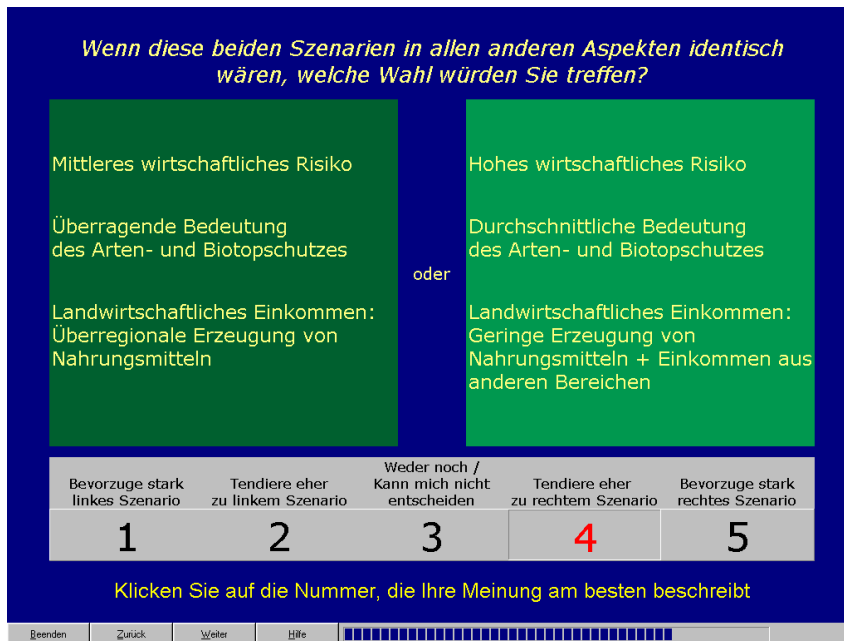 Wenn diese beiden Szenarien in allen anderen Aspekten identisch
wären, welche Wahl würden Sie treffen?
Mittleres wirtschaftliches Risiko
Überragende Bedeutung
des Arten- und Biotopschutzes
Landwirtschaftliches Einkommen:
Überregionale Erzeugung von
Nahrungsmitteln
oder
Hohes wirtschaftliches Risiko
Durchschnittliche Bedeutung
des Arten- und Biotopschutzes
Landwirtschaftliches Einkommen:
Geringe Erzeugung von
Nahrungsmitteln + Einkommen aus
anderen Bereichen
Bevorzuge stark
linkes Szenario
1
Tendiere eher
zu linkem Szenario
2
Weder noch /
Kann mich nicht
entscheiden
3
Tendiere eher
zu rechtem Szenario
4
Bevorzuge stark
rechtes Szenario
5
Klicken Sie auf die Nummer, die Ihre Meinung am besten beschreibt
Beenden
Zurück
Weiter
Hilfe